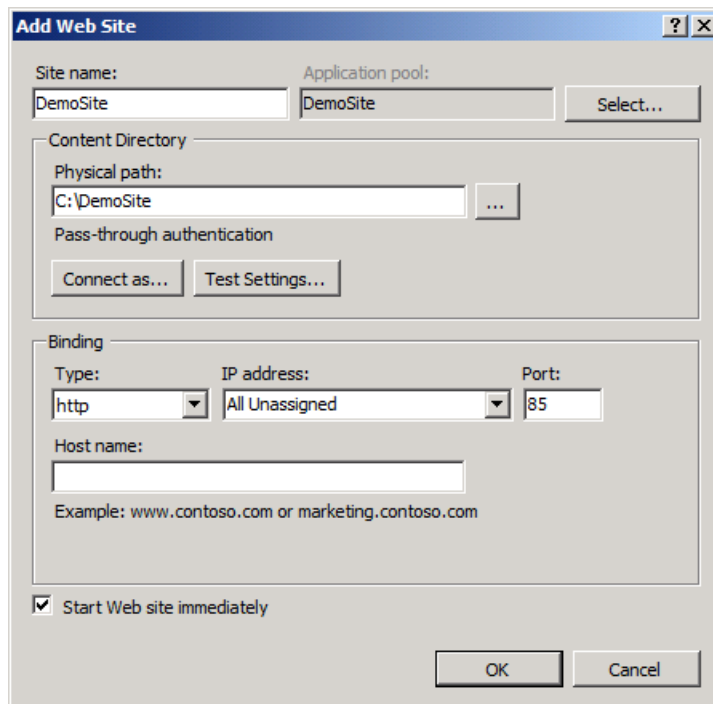 Add Web Site
Site name: Application pool:
DemoSite DemoSite Select...
Content Directory
Physical path:
C:\DemoSite ...
Pass-through authentication
Connect as... Test Settings...
Binding
Type: IP address: Port:
http All Unassigned 85
Host name:
Example: www.contoso.com or marketing.contoso.com
Start Web site immediately
OK Cancel